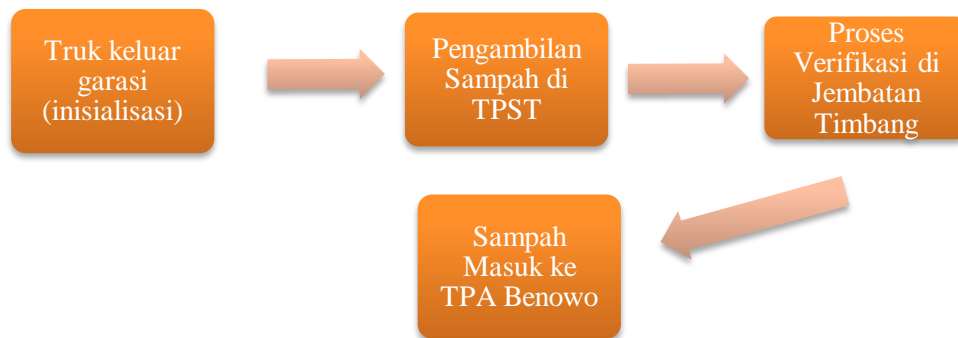 Truk keluar
garasi
(inisialisasi)
Pengambilan
Sampah di
TPST
Proses
Verifikasi di
Jembatan
Timbang
Sampah
Masuk ke
TPA Benowo